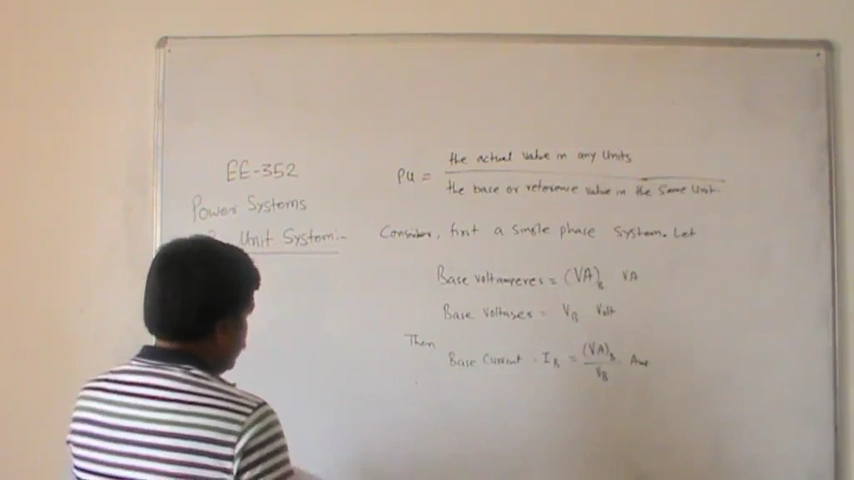 EE-352
Power Systems
Unit System:-
PU = the actual value in any Units / the base or reference value in the same Unit.
Consider, first a single phase system. Let
Base voltamperes = (VA)_B VA
Base voltages = V_B Volt
Then
Base Current = I_B = (VA)_B / V_B Amp